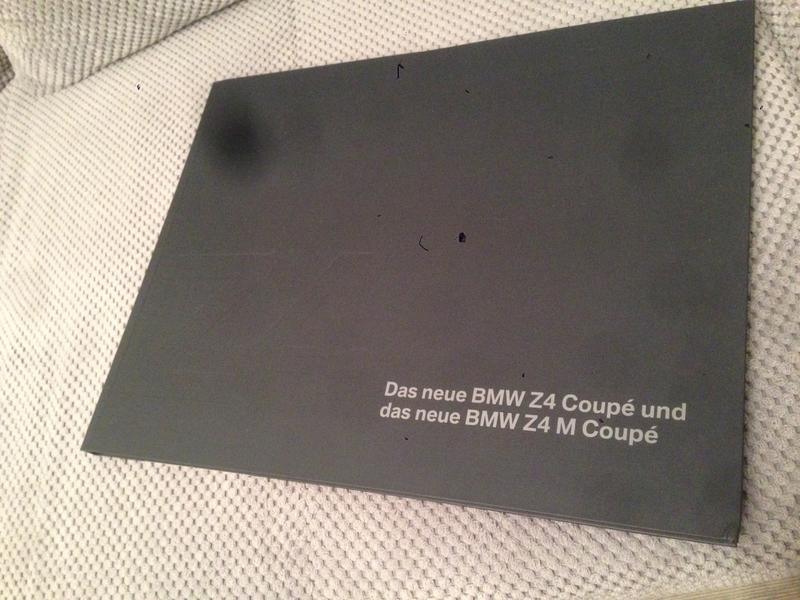 Das neue BMW Z4 Coupé und
das neue BMW Z4 M Coupé